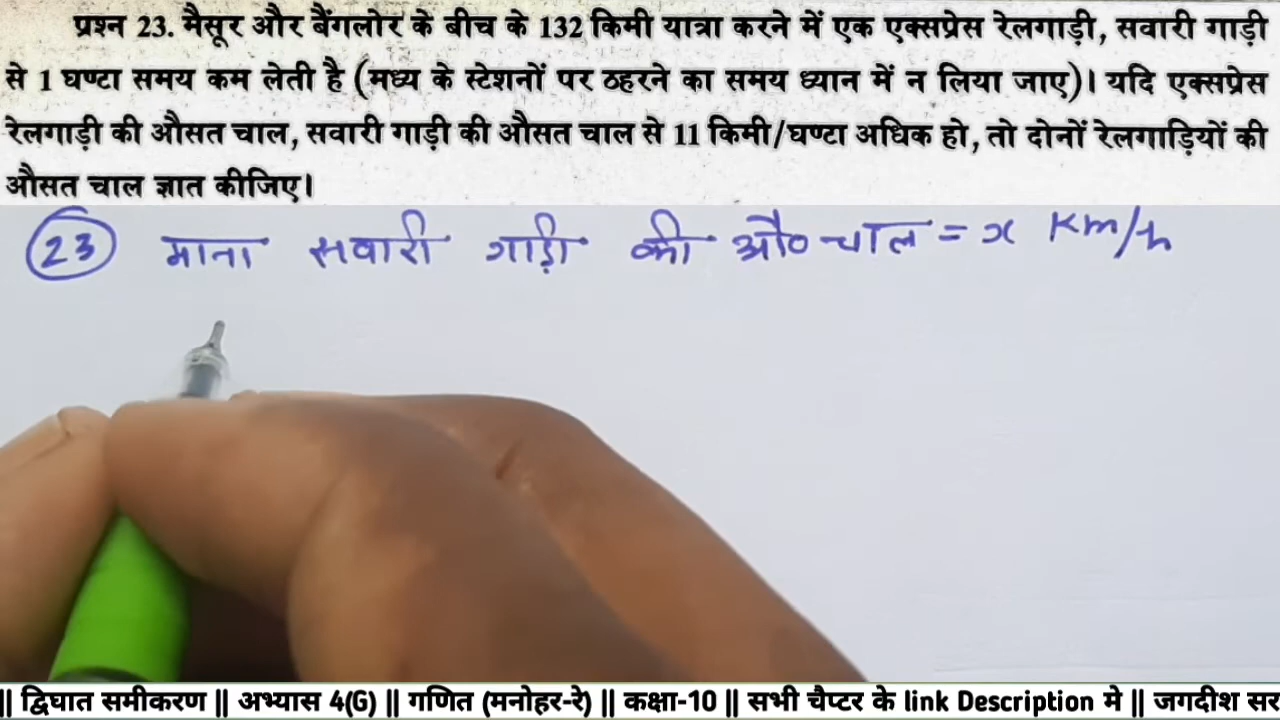 प्रश्न 23. मैसूर और बैंगलोर के बीच के 132 किमी यात्रा करने में एक एक्सप्रेस रेलगाड़ी, सवारी गाड़ी
से 1 घण्टा समय कम लेती है (मध्य के स्टेशनों पर ठहरने का समय ध्यान में न लिया जाए)। यदि एक्सप्रेस
रेलगाड़ी की औसत चाल, सवारी गाड़ी की औसत चाल से 11 किमी/घण्टा अधिक हो, तो दोनों रेलगाड़ियों की
औसत चाल ज्ञात कीजिए।
23 माना सवारी गाड़ी की औ० चाल = x Km/h
|| द्विघात समीकरण || अभ्यास 4(G) || गणित (मनोहर-रे) || कक्षा-10 || सभी चैप्टर के link Description मे || जगदीश सर